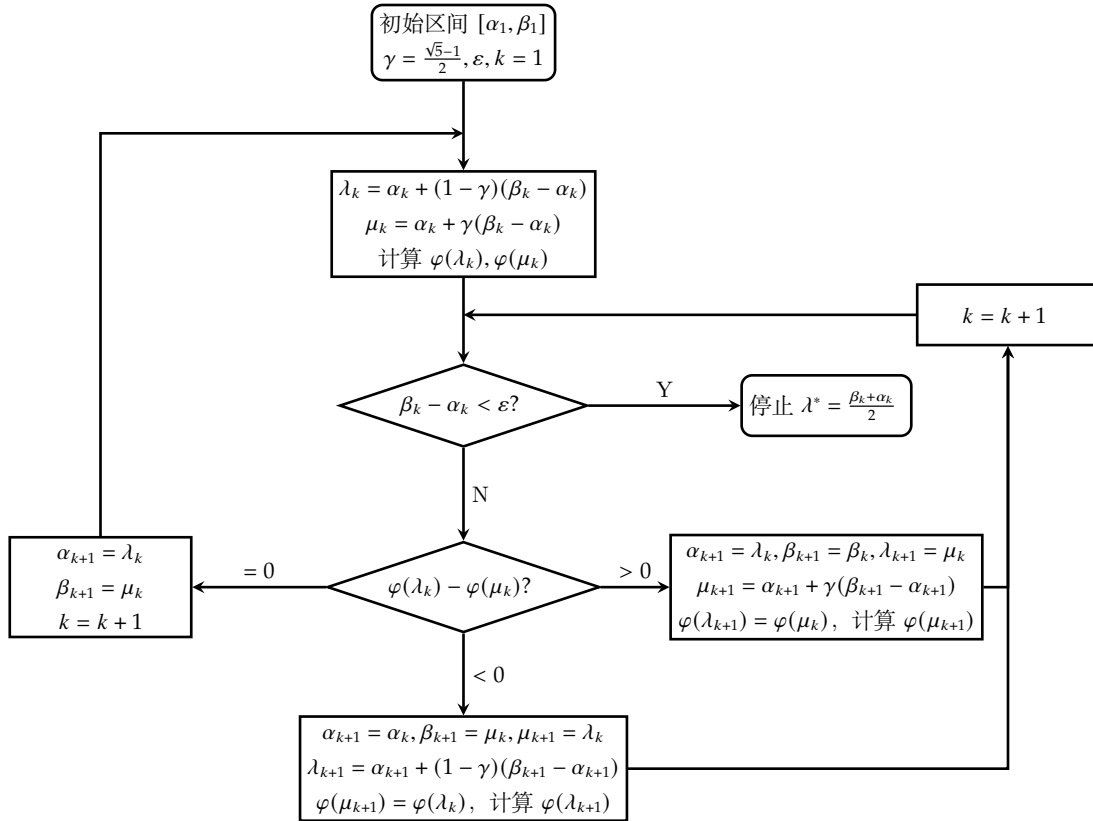 初始区间 [α₁, β₁]
γ = (√5−1)/2, ε, k = 1
λₖ = αₖ + (1 − γ)(βₖ − αₖ)
μₖ = αₖ + γ(βₖ − αₖ)
计算 φ(λₖ), φ(μₖ)
k = k + 1
βₖ − αₖ < ε?
Y
停止 λ* = (βₖ+αₖ)/2
N
αₖ₊₁ = λₖ
βₖ₊₁ = μₖ
k = k + 1
= 0
φ(λₖ) − φ(μₖ)?
> 0
αₖ₊₁ = λₖ, βₖ₊₁ = βₖ, λₖ₊₁ = μₖ
μₖ₊₁ = αₖ₊₁ + γ(βₖ₊₁ − αₖ₊₁)
φ(λₖ₊₁) = φ(μₖ)，计算 φ(μₖ₊₁)
< 0
αₖ₊₁ = αₖ, βₖ₊₁ = μₖ, μₖ₊₁ = λₖ
λₖ₊₁ = αₖ₊₁ + (1 − γ)(βₖ₊₁ − αₖ₊₁)
φ(μₖ₊₁) = φ(λₖ)，计算 φ(λₖ₊₁)